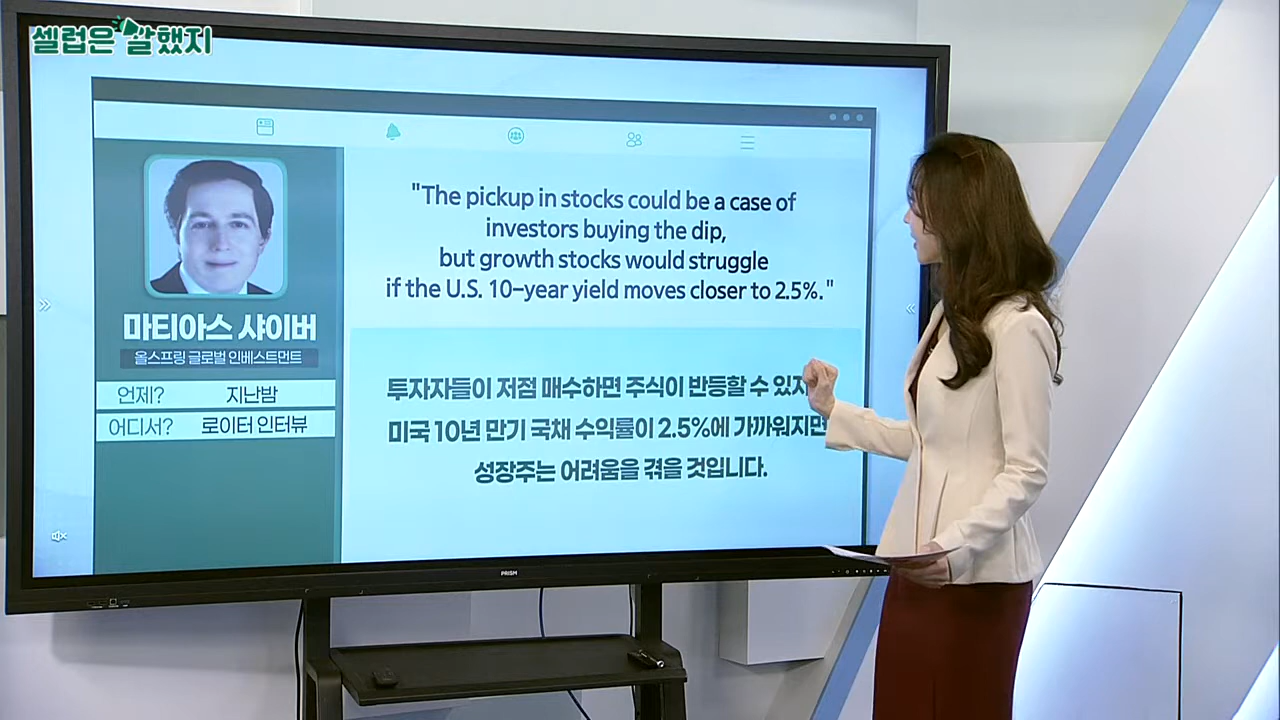 셀럽은 말했지
"The pickup in stocks could be a case of
investors buying the dip,
but growth stocks would struggle
if the U.S. 10-year yield moves closer to 2.5%."
마티아스 샤이버
올스프링 글로벌 인베스트먼트
언제? 지난밤
어디서? 로이터 인터뷰
투자자들이 저점 매수하면 주식이 반등할 수 있지
미국 10년 만기 국채 수익률이 2.5%에 가까워지면
성장주는 어려움을 겪을 것입니다.
PRISM